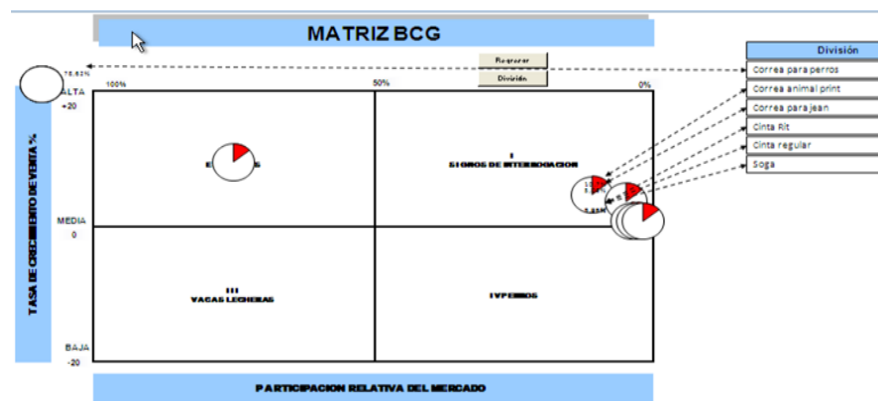 MATRIZ BCG
Regresar
División
División
Correa para perros
Correa animal print
Correa para jean
Cinta Rit
Cinta regular
Soga
100%
50%
0%
ALTA
+20
MEDIA
0
BAJA
-20
TASA DE CRECIMIENTO DE VENTA %
I
SIGNOS DE INTERROGACION
III
VACAS LECHERAS
IV PERROS
PARTICIPACION RELATIVA DEL MERCADO